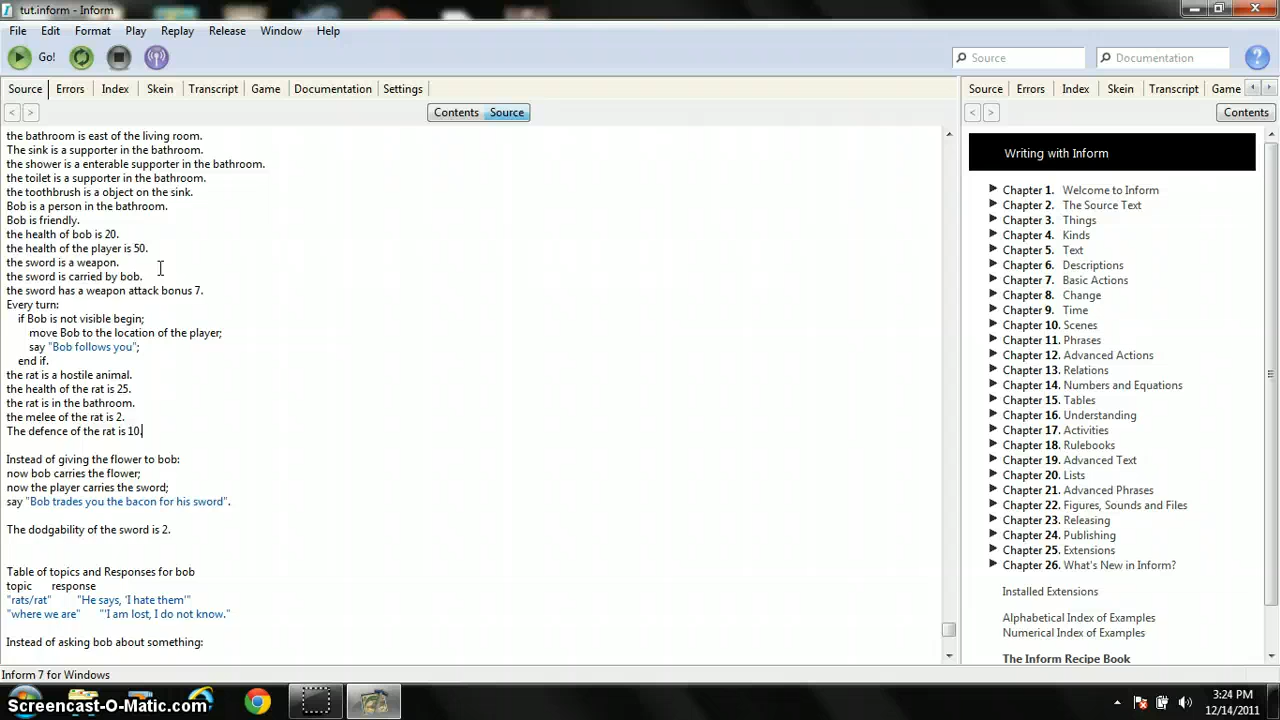 tut.inform - Inform
File Edit Format Play Replay Release Window Help
Go! Source Documentation
Source Errors Index Skein Transcript Game Documentation Settings
Source Errors Index Skein Transcript Game
Contents Source
Contents
the bathroom is east of the living room.
The sink is a supporter in the bathroom.
the shower is a enterable supporter in the bathroom.
the toilet is a supporter in the bathroom.
the toothbrush is a object on the sink.
Bob is a person in the bathroom.
Bob is friendly.
the health of bob is 20.
the health of the player is 50.
the sword is a weapon.
the sword is carried by bob.
the sword has a weapon attack bonus 7.
Every turn:
if Bob is not visible begin;
move Bob to the location of the player;
say "Bob follows you";
end if.
the rat is a hostile animal.
the health of the rat is 25.
the rat is in the bathroom.
the melee of the rat is 2.
The defence of the rat is 10.
Instead of giving the flower to bob:
now bob carries the flower;
now the player carries the sword;
say "Bob trades you the bacon for his sword".
The dodgability of the sword is 2.
Table of topics and Responses for bob
topic response
"rats/rat" "He says, 'I hate them'"
"where we are" "'I am lost, I do not know."
Instead of asking bob about something:
Writing with Inform
Chapter 1. Welcome to Inform
Chapter 2. The Source Text
Chapter 3. Things
Chapter 4. Kinds
Chapter 5. Text
Chapter 6. Descriptions
Chapter 7. Basic Actions
Chapter 8. Change
Chapter 9. Time
Chapter 10. Scenes
Chapter 11. Phrases
Chapter 12. Advanced Actions
Chapter 13. Relations
Chapter 14. Numbers and Equations
Chapter 15. Tables
Chapter 16. Understanding
Chapter 17. Activities
Chapter 18. Rulebooks
Chapter 19. Advanced Text
Chapter 20. Lists
Chapter 21. Advanced Phrases
Chapter 22. Figures, Sounds and Files
Chapter 23. Releasing
Chapter 24. Publishing
Chapter 25. Extensions
Chapter 26. What's New in Inform?
Installed Extensions
Alphabetical Index of Examples
Numerical Index of Examples
The Inform Recipe Book
Inform 7 for Windows
Screencast-O-Matic.com
3:24 PM
12/14/2011